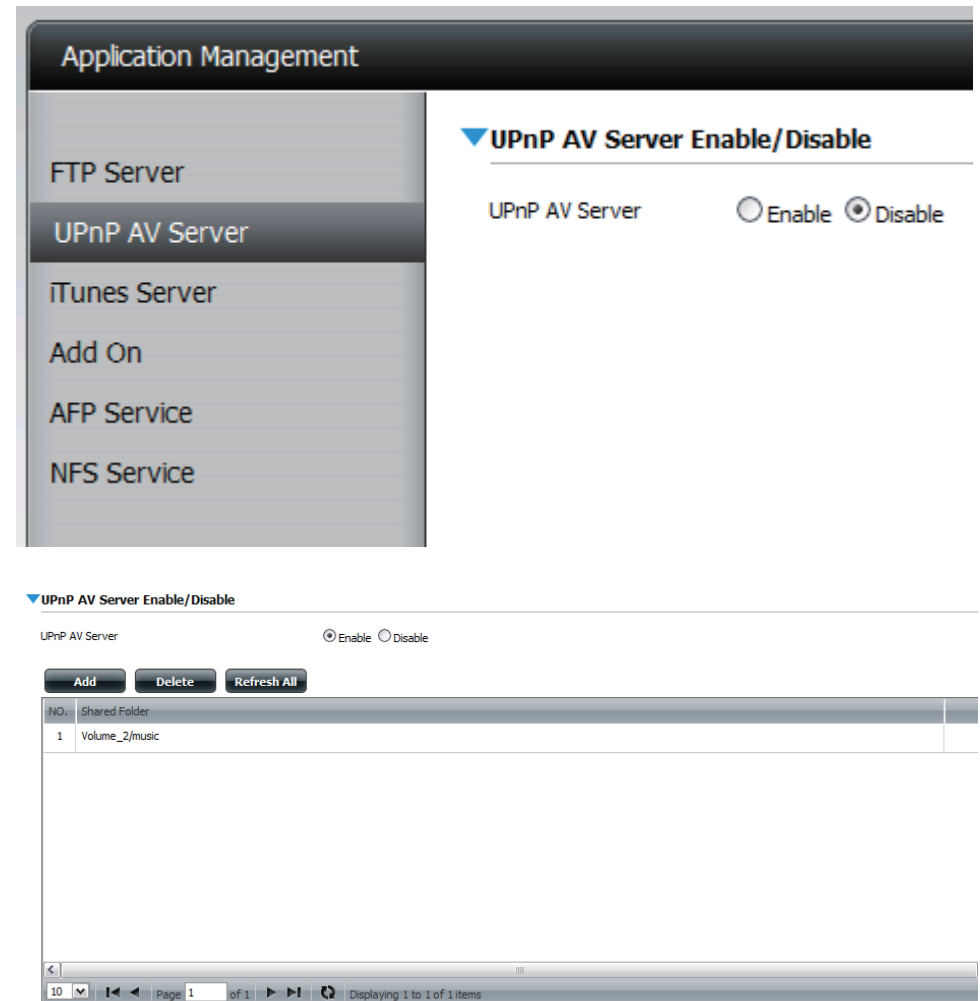 Application Management
FTP Server
UPnP AV Server
iTunes Server
Add On
AFP Service
NFS Service
UPnP AV Server Enable/Disable
UPnP AV Server Enable Disable
UPnP AV Server Enable/Disable
UPnP AV Server Enable Disable
Add Delete Refresh All
NO. Shared Folder
1 Volume_2/music
10 Page 1 of 1 Displaying 1 to 1 of 1 items